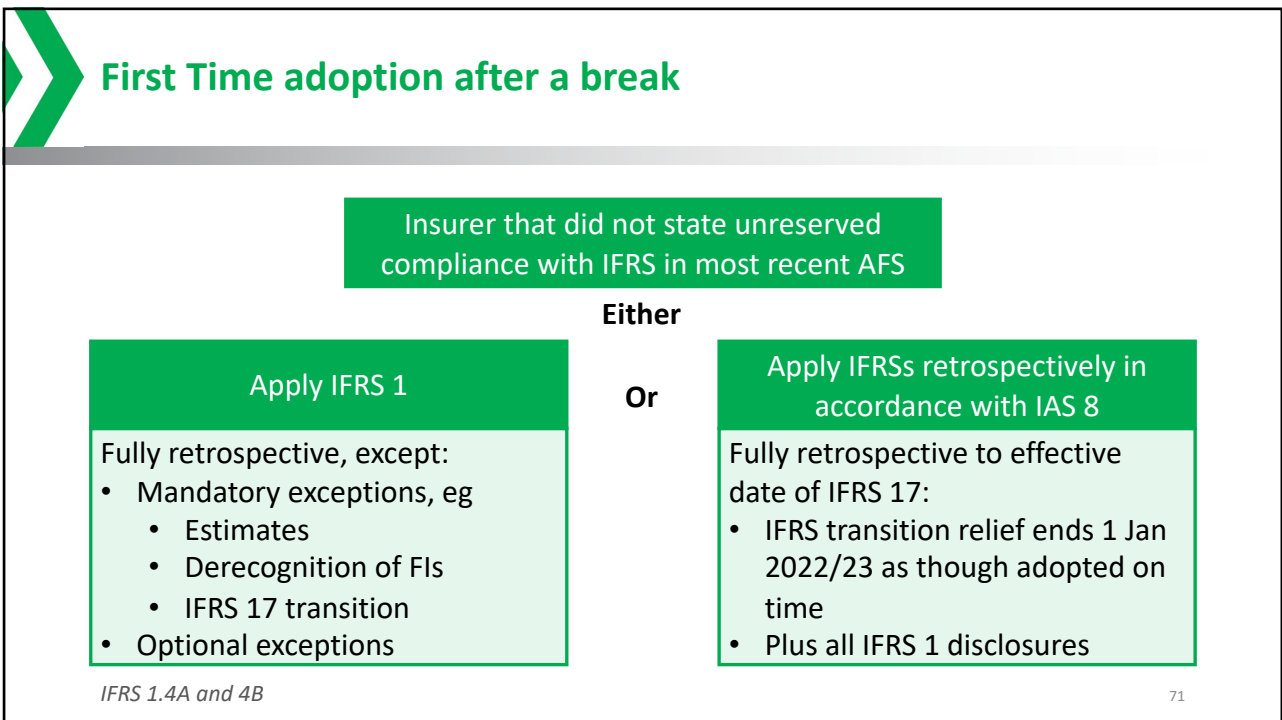 First Time adoption after a break
Insurer that did not state unreserved
compliance with IFRS in most recent AFS
Either
Apply IFRS 1
Fully retrospective, except:
• Mandatory exceptions, eg
• Estimates
• Derecognition of FIs
• IFRS 17 transition
• Optional exceptions
Or
Apply IFRSs retrospectively in
accordance with IAS 8
Fully retrospective to effective
date of IFRS 17:
• IFRS transition relief ends 1 Jan
2022/23 as though adopted on
time
• Plus all IFRS 1 disclosures
IFRS 1.4A and 4B
71